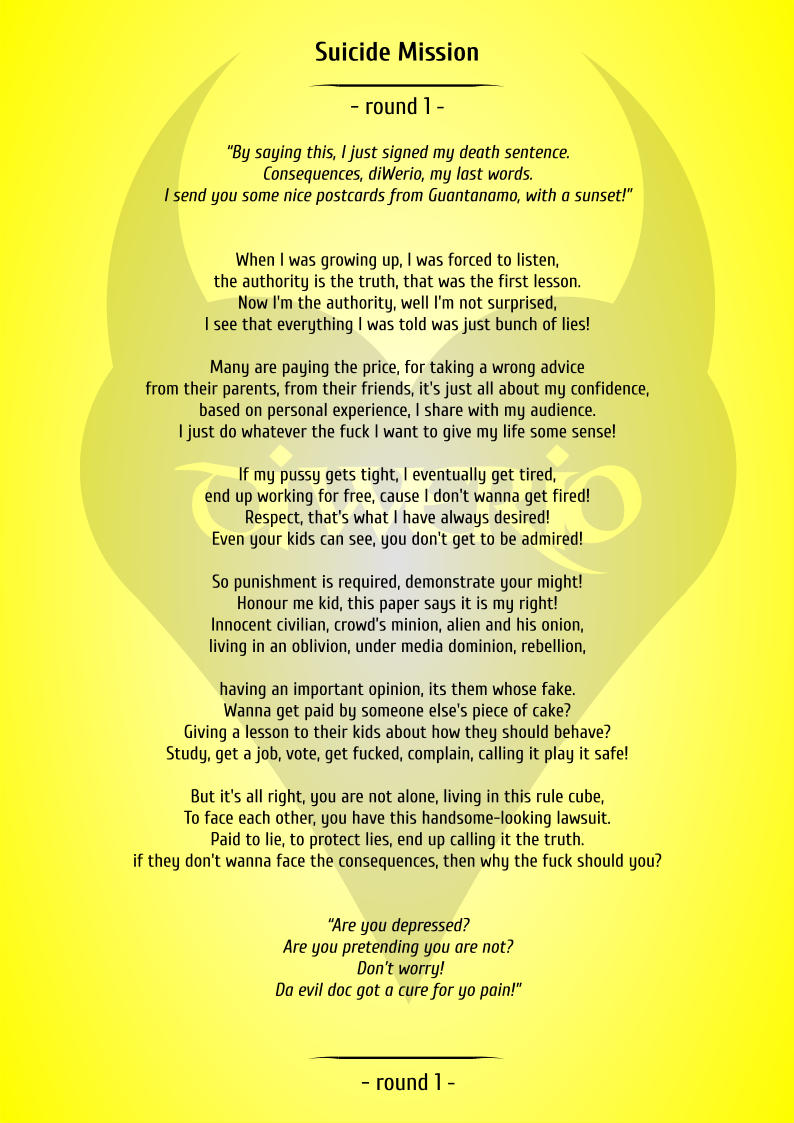 Suicide Mission
- round 1 -
“By saying this, I just signed my death sentence.
Consequences, diWerio, my last words.
I send you some nice postcards from Guantanamo, with a sunset!”
When I was growing up, I was forced to listen,
the authority is the truth, that was the first lesson.
Now I'm the authority, well I'm not surprised,
I see that everything I was told was just bunch of lies!
Many are paying the price, for taking a wrong advice
from their parents, from their friends, it's just all about my confidence,
based on personal experience, I share with my audience.
I just do whatever the fuck I want to give my life some sense!
diWerio
If my pussy gets tight, I eventually get tired,
end up working for free, cause I don't wanna get fired!
Respect, that's what I have always desired!
Even your kids can see, you don't get to be admired!
So punishment is required, demonstrate your might!
Honour me kid, this paper says it is my right!
Innocent civilian, crowd's minion, alien and his onion,
living in an oblivion, under media dominion, rebellion,
having an important opinion, its them whose fake.
Wanna get paid by someone else's piece of cake?
Giving a lesson to their kids about how they should behave?
Study, get a job, vote, get fucked, complain, calling it play it safe!
But it's all right, you are not alone, living in this rule cube,
To face each other, you have this handsome-looking lawsuit.
Paid to lie, to protect lies, end up calling it the truth.
if they don't wanna face the consequences, then why the fuck should you?
“Are you depressed?
Are you pretending you are not?
Don’t worry!
Da evil doc got a cure for yo pain!”
- round 1 -